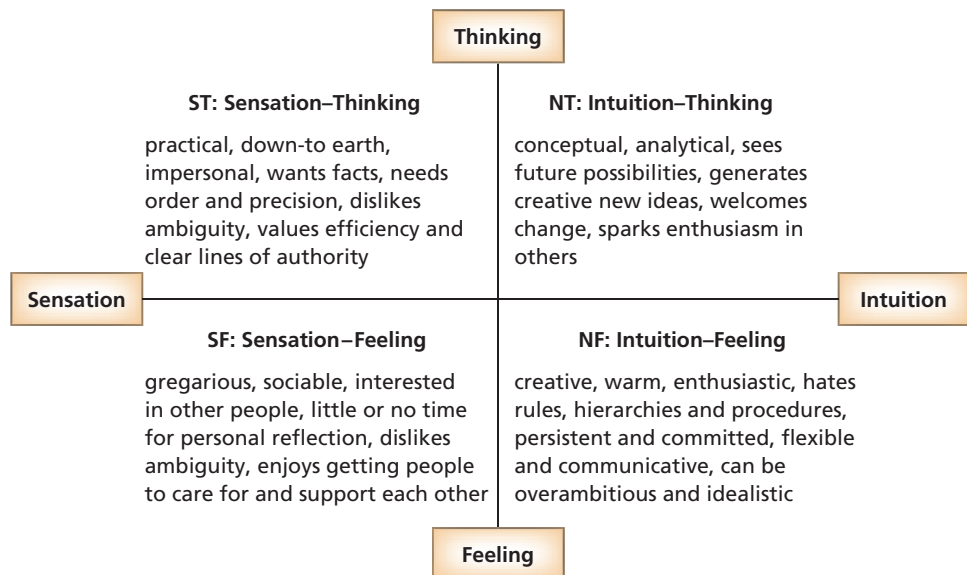 Thinking
ST: Sensation–Thinking
practical, down-to earth,
impersonal, wants facts, needs
order and precision, dislikes
ambiguity, values efficiency and
clear lines of authority
NT: Intuition–Thinking
conceptual, analytical, sees
future possibilities, generates
creative new ideas, welcomes
change, sparks enthusiasm in
others
Sensation
Intuition
SF: Sensation–Feeling
gregarious, sociable, interested
in other people, little or no time
for personal reflection, dislikes
ambiguity, enjoys getting people
to care for and support each other
NF: Intuition–Feeling
creative, warm, enthusiastic, hates
rules, hierarchies and procedures,
persistent and committed, flexible
and communicative, can be
overambitious and idealistic
Feeling